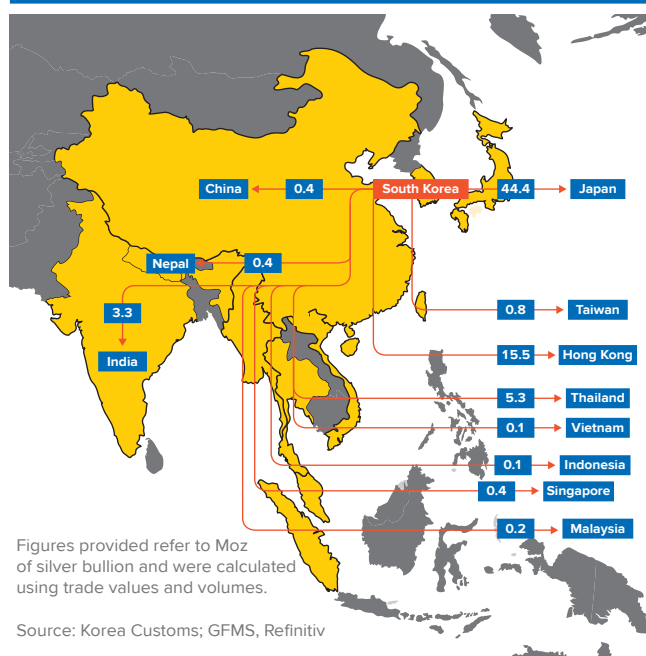 China 0.4 South Korea 44.4 Japan
Nepal 0.4
3.3
0.8 Taiwan
India
15.5 Hong Kong
5.3 Thailand
0.1 Vietnam
0.1 Indonesia
0.4 Singapore
0.2 Malaysia
Figures provided refer to Moz
of silver bullion and were calculated
using trade values and volumes.
Source: Korea Customs; GFMS, Refinitiv